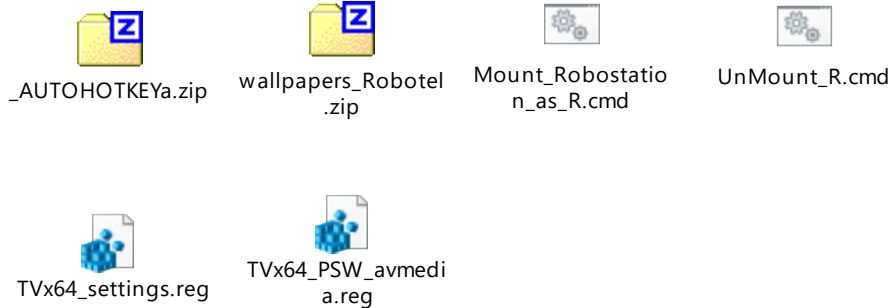 _AUTOHOTKEYa.zip
wallpapers_Robotel
.zip
Mount_Robostatio
n_as_R.cmd
UnMount_R.cmd
TVx64_settings.reg
TVx64_PSW_avmedi
a.reg